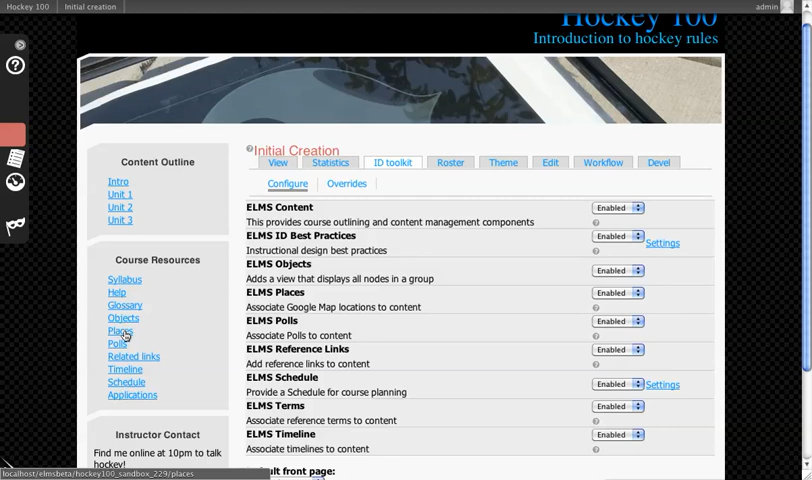 Hockey 100
Initial creation
admin
Hockey 100
Introduction to hockey rules
Content Outline
Intro
Unit 1
Unit 2
Unit 3
Course Resources
Syllabus
Help
Glossary
Objects
Places
Polls
Related links
Timeline
Schedule
Applications
Instructor Contact
Find me online at 10pm to talk
hockey!
Initial Creation
View
Statistics
ID toolkit
Roster
Theme
Edit
Workflow
Devel
Configure
Overrides
ELMS Content
Enabled
This provides course outlining and content management components
ELMS ID Best Practices
Enabled
Settings
Instructional design best practices
ELMS Objects
Enabled
Adds a view that displays all nodes in a group
ELMS Places
Enabled
Associate Google Map locations to content
ELMS Polls
Enabled
Associate Polls to content
ELMS Reference Links
Enabled
Add reference links to content
ELMS Schedule
Enabled
Settings
Provide a Schedule for course planning
ELMS Terms
Enabled
Associate reference terms to content
ELMS Timeline
Enabled
Associate timelines to content
front page:
localhost/elmsbeta/hockey100_sandbox_229/places